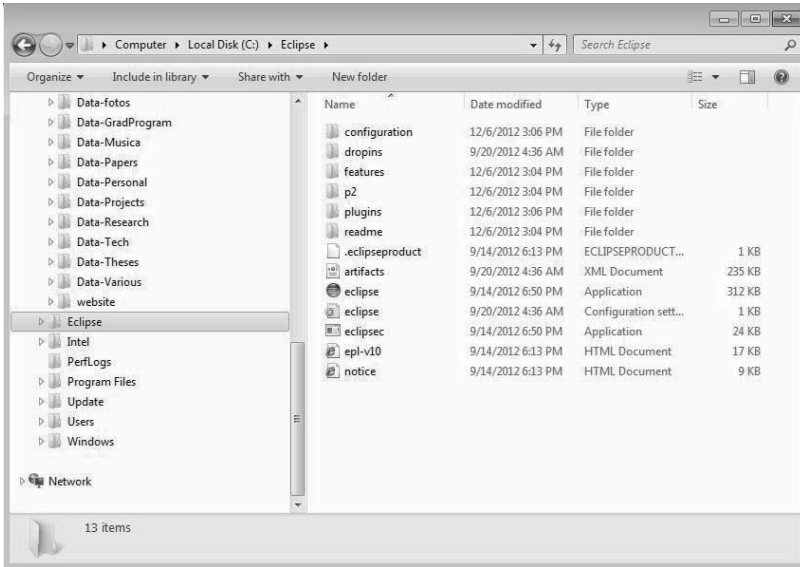 Computer ▸ Local Disk (C:) ▸ Eclipse ▸
Search Eclipse
Organize ▾ Include in library ▾ Share with ▾ New folder
Data-fotos
Data-GradProgram
Data-Musica
Data-Papers
Data-Personal
Data-Projects
Data-Research
Data-Tech
Data-Theses
Data-Various
website
Eclipse
Intel
PerfLogs
Program Files
Update
Users
Windows
Network
Name Date modified Type Size
configuration 12/6/2012 3:06 PM File folder
dropins 9/20/2012 4:36 AM File folder
features 12/6/2012 3:04 PM File folder
p2 12/6/2012 3:04 PM File folder
plugins 12/6/2012 3:06 PM File folder
readme 12/6/2012 3:04 PM File folder
.eclipseproduct 9/14/2012 6:13 PM ECLIPSEPRODUCT... 1 KB
artifacts 9/20/2012 4:36 AM XML Document 235 KB
eclipse 9/14/2012 6:50 PM Application 312 KB
eclipse 9/20/2012 4:36 AM Configuration sett... 1 KB
eclipsec 9/14/2012 6:50 PM Application 24 KB
epl-v10 9/14/2012 6:13 PM HTML Document 17 KB
notice 9/14/2012 6:13 PM HTML Document 9 KB
13 items